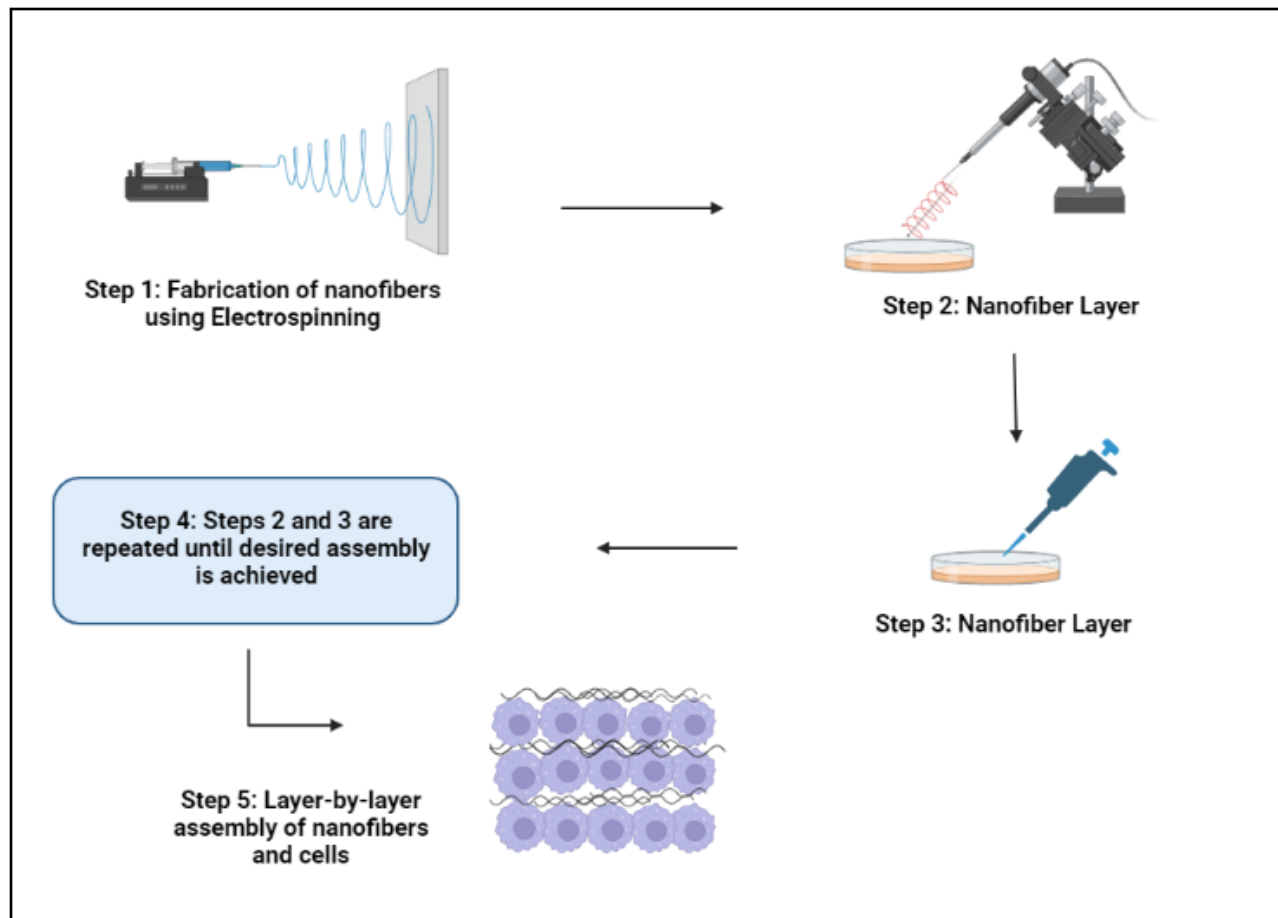 Step 1: Fabrication of nanofibers
using Electrospinning
Step 2: Nanofiber Layer
Step 3: Nanofiber Layer
Step 4: Steps 2 and 3 are
repeated until desired assembly
is achieved
Step 5: Layer-by-layer
assembly of nanofibers
and cells